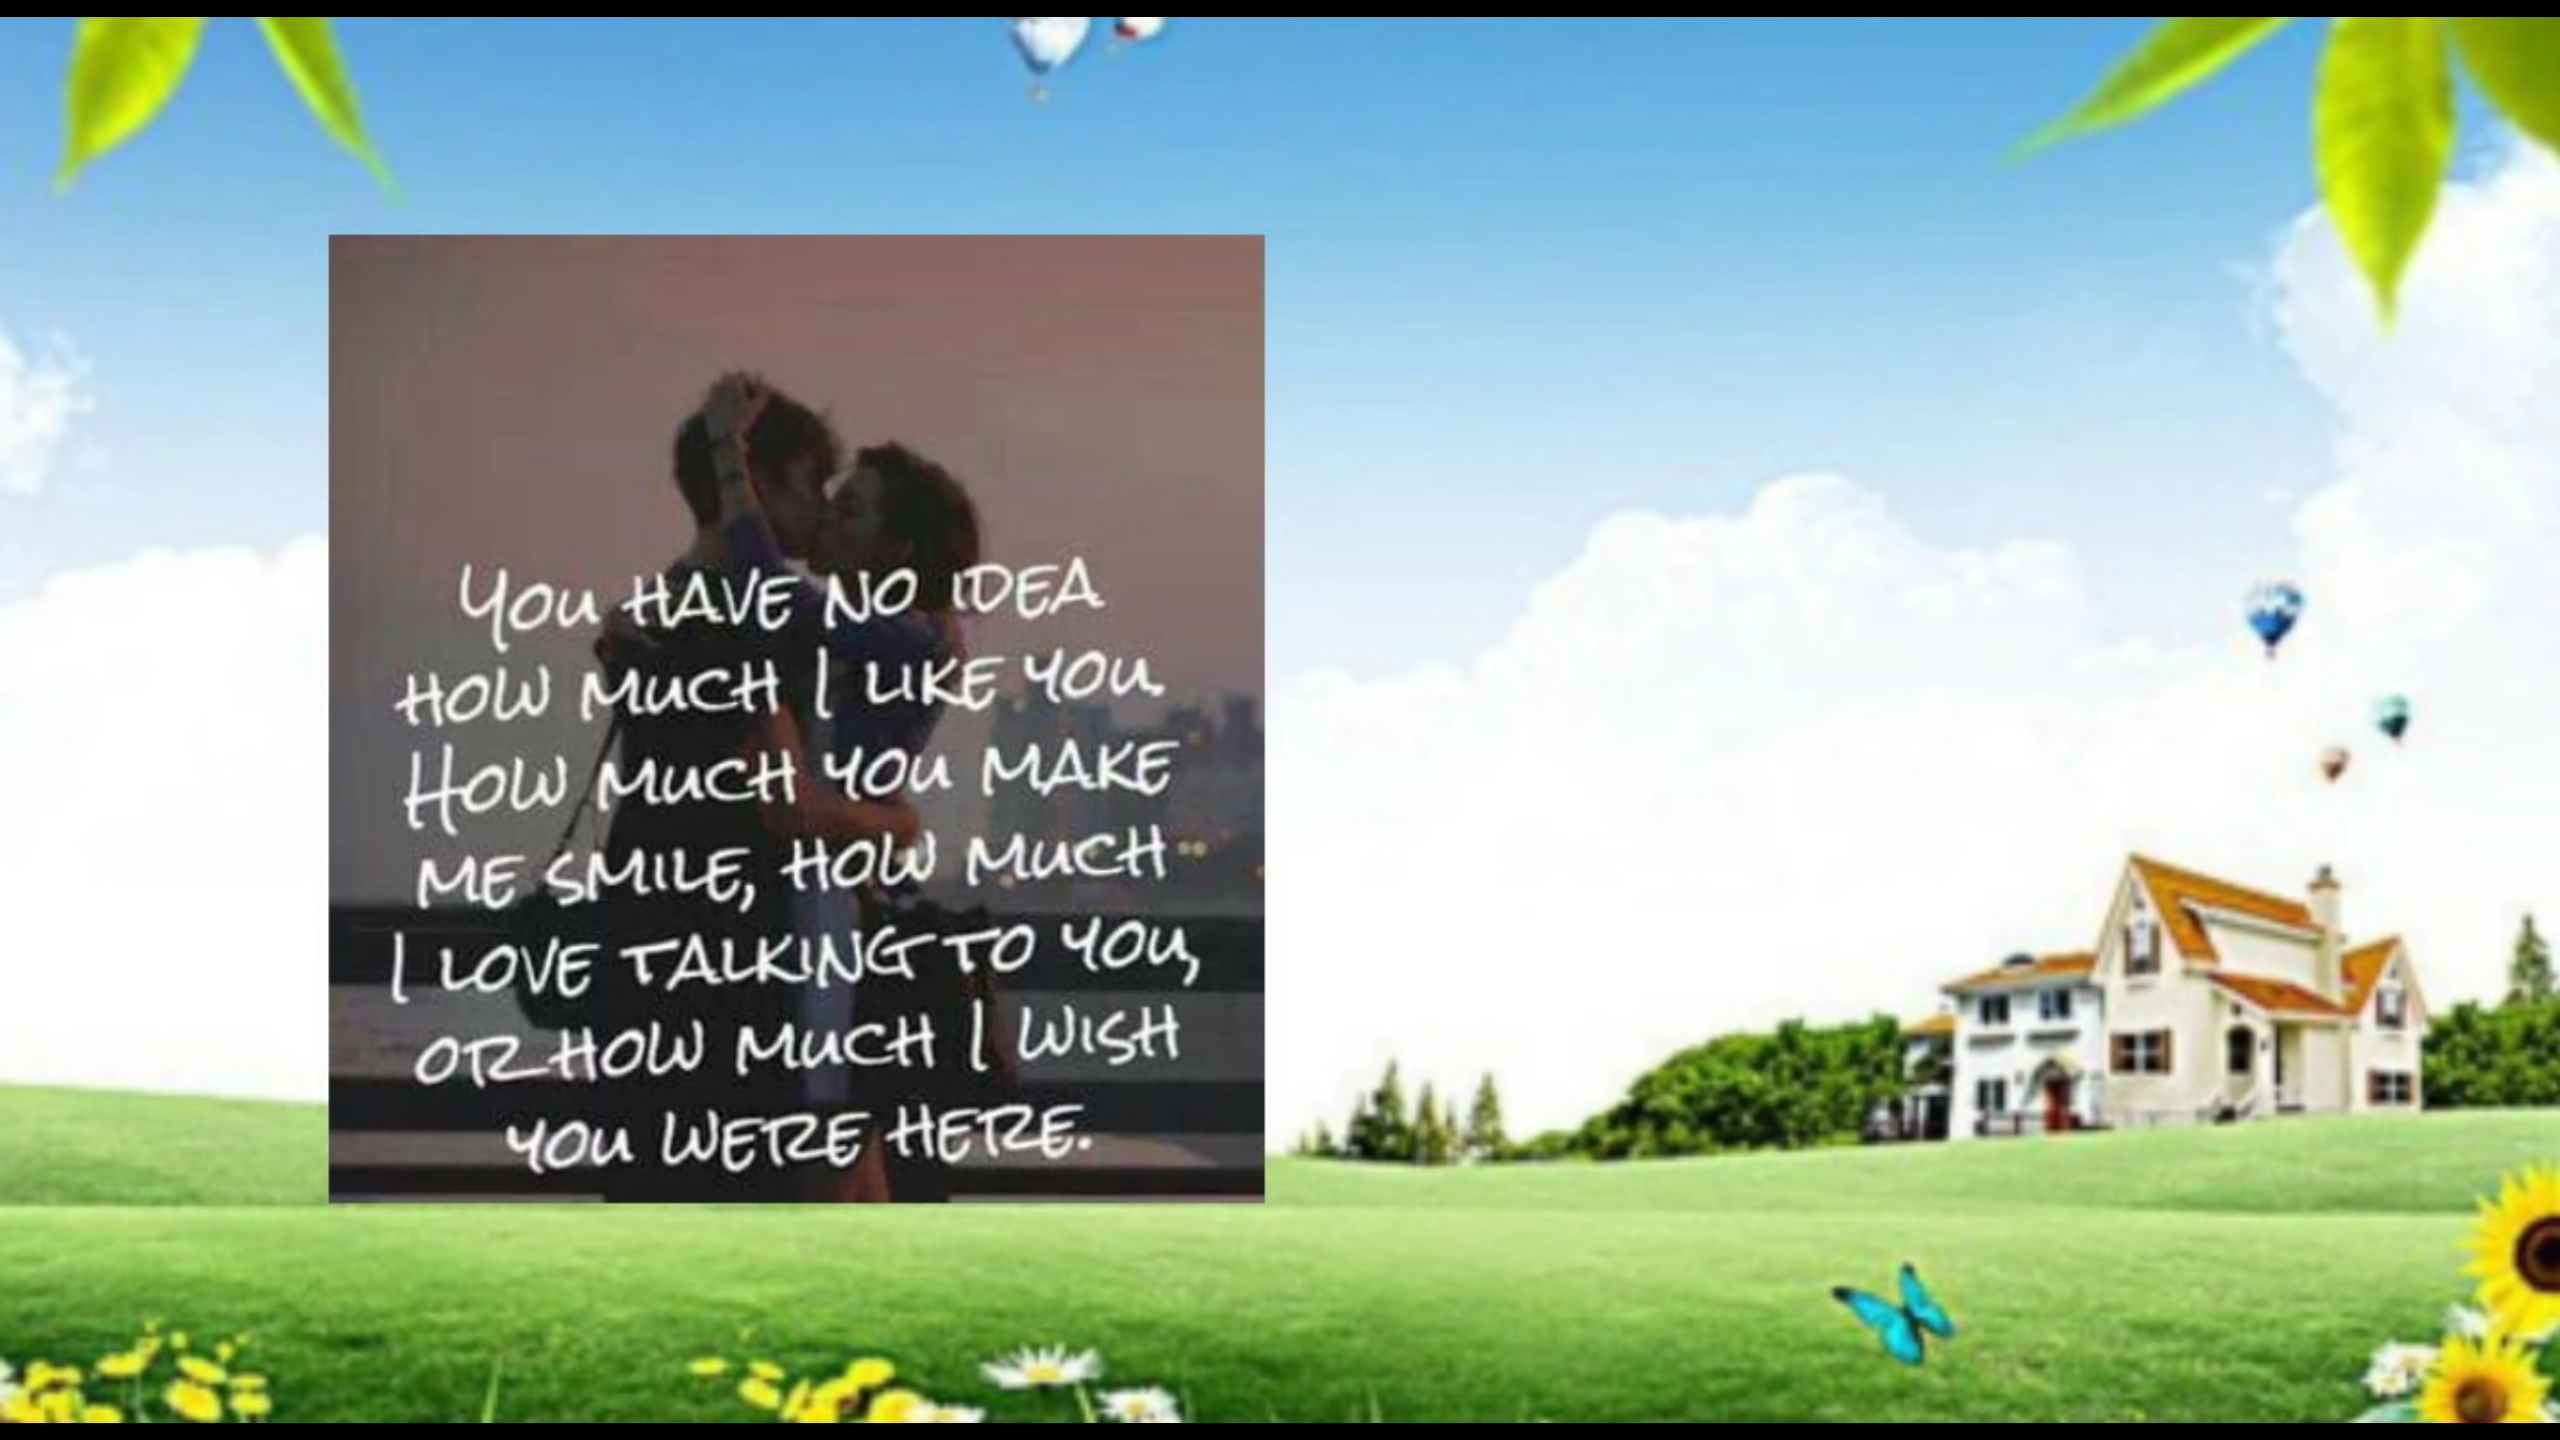 You have no idea
how much I like you.
How much you make
me smile, how much
I love talking to you,
or how much I wish
you were here.